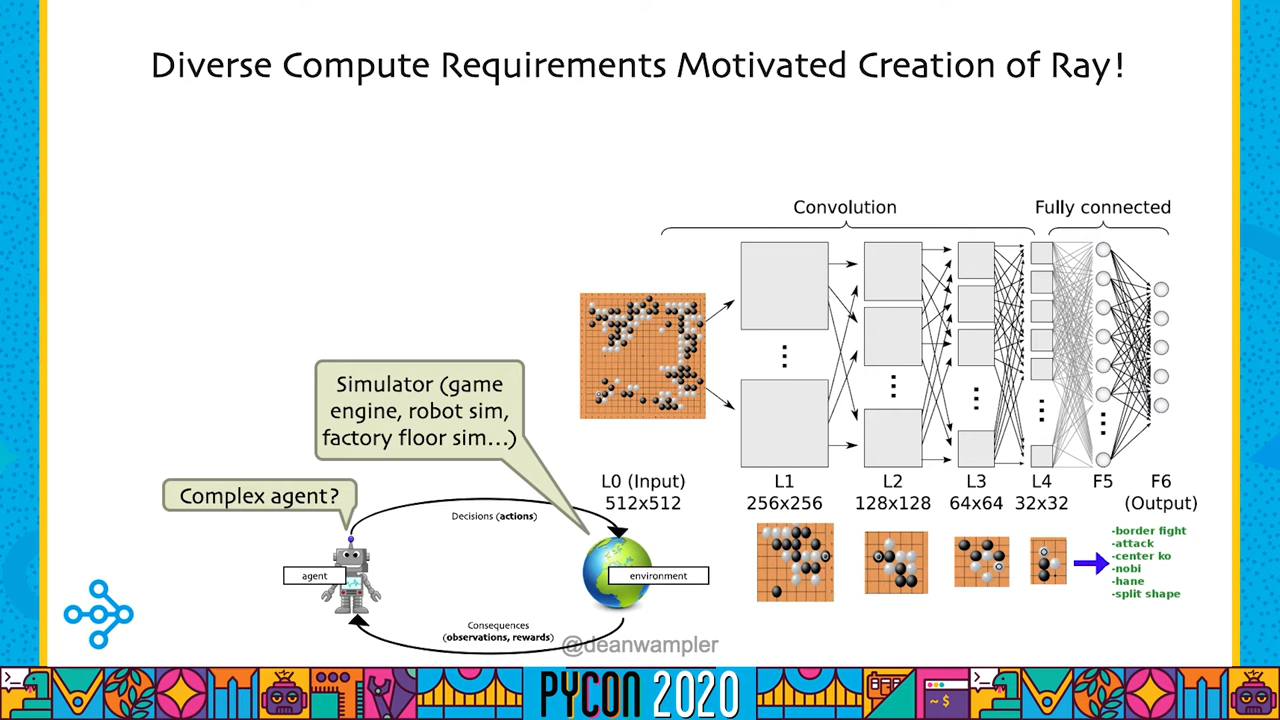 Diverse Compute Requirements Motivated Creation of Ray!
Convolution
Fully connected
Simulator (game
engine, robot sim,
factory floor sim...)
Complex agent?
Decisions (actions)
agent
environment
Consequences
(observations, rewards)
L0 (Input)
512x512
L1
256x256
L2
128x128
L3
64x64
L4
32x32
F5
F6
(Output)
-border fight
-attack
-center ko
-nobi
-hane
-split shape
@deanwampler
>_
~$
PYCON 2020